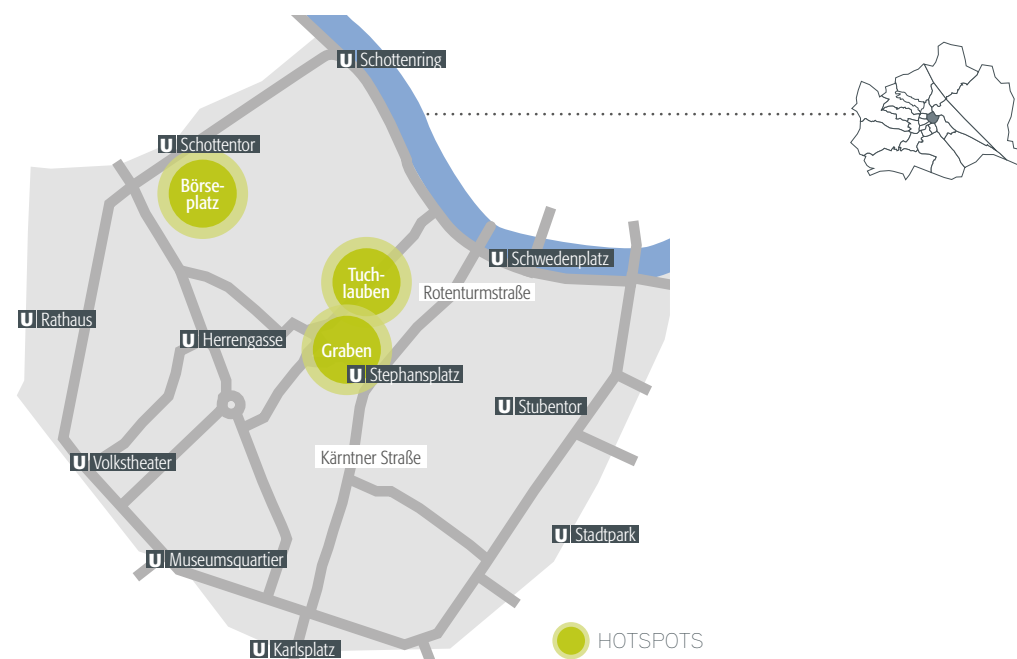 U Schottenring
U Schottentor
Börse-
platz
Tuch-
lauben
U Schwedenplatz
Rotenturmstraße
U Rathaus
U Herrengasse
Graben
U Stephansplatz
U Stubentor
Kärntner Straße
U Volkstheater
U Stadtpark
U Museumsquartier
HOTSPOTS
U Karlsplatz